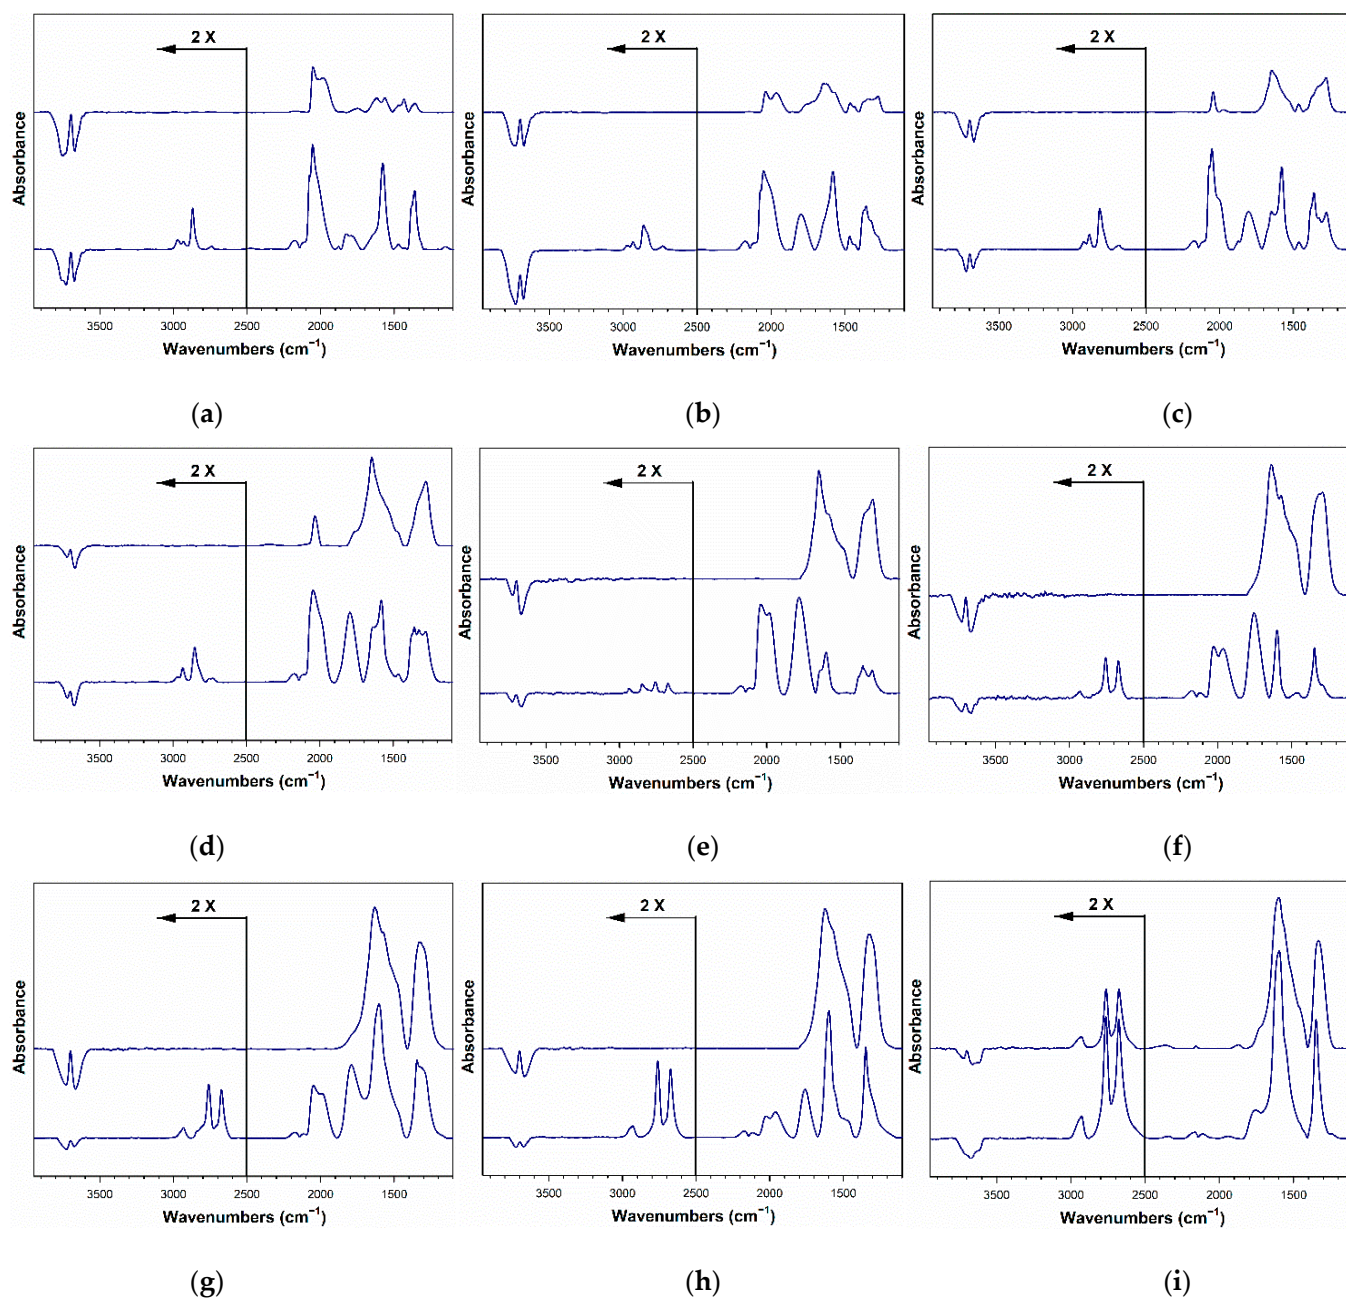 2 X 2 X 2 X
Absorbance Absorbance Absorbance
3500 3000 2500 2000 1500 3500 3000 2500 2000 1500 3500 3000 2500 2000 1500
Wavenumbers (cm⁻¹) Wavenumbers (cm⁻¹) Wavenumbers (cm⁻¹)
(a) (b) (c)
2 X 2 X 2 X
Absorbance Absorbance Absorbance
3500 3000 2500 2000 1500 3500 3000 2500 2000 1500 3500 3000 2500 2000 1500
Wavenumbers (cm⁻¹) Wavenumbers (cm⁻¹) Wavenumbers (cm⁻¹)
(d) (e) (f)
2 X 2 X 2 X
Absorbance Absorbance Absorbance
3500 3000 2500 2000 1500 3500 3000 2500 2000 1500 3500 3000 2500 2000 1500
Wavenumbers (cm⁻¹) Wavenumbers (cm⁻¹) Wavenumbers (cm⁻¹)
(g) (h) (i)